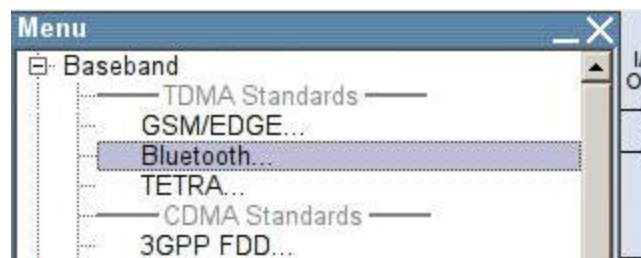 Menu
Baseband
TDMA Standards
GSM/EDGE...
Bluetooth...
TETRA...
CDMA Standards
3GPP FDD...